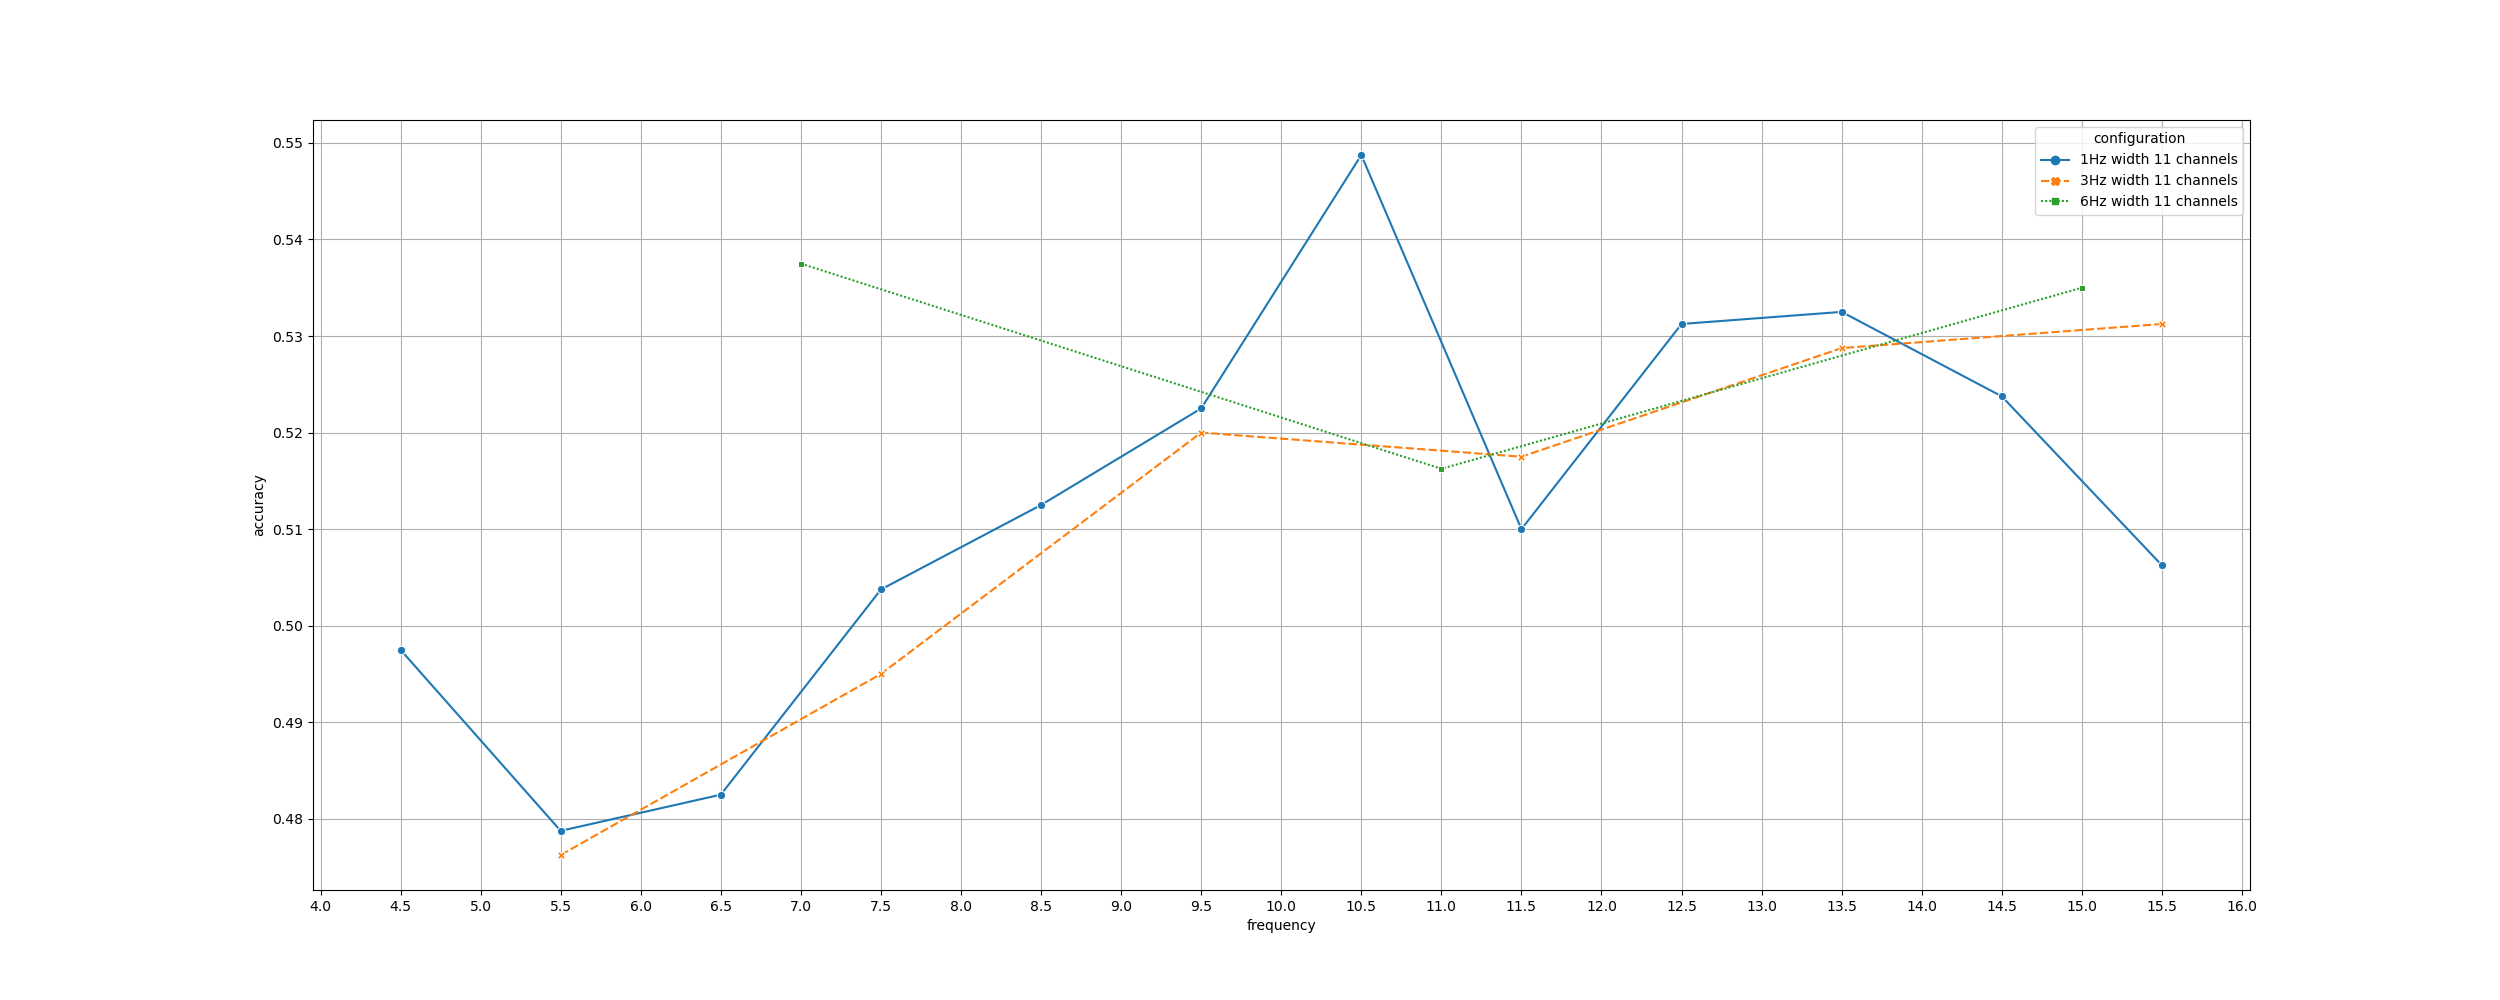 configuration
1Hz width 11 channels
3Hz width 11 channels
6Hz width 11 channels
0.55
0.54
0.53
0.52
0.51
0.50
0.49
0.48
accuracy
4.0 4.5 5.0 5.5 6.0 6.5 7.0 7.5 8.0 8.5 9.0 9.5 10.0 10.5 11.0 11.5 12.0 12.5 13.0 13.5 14.0 14.5 15.0 15.5 16.0
frequency